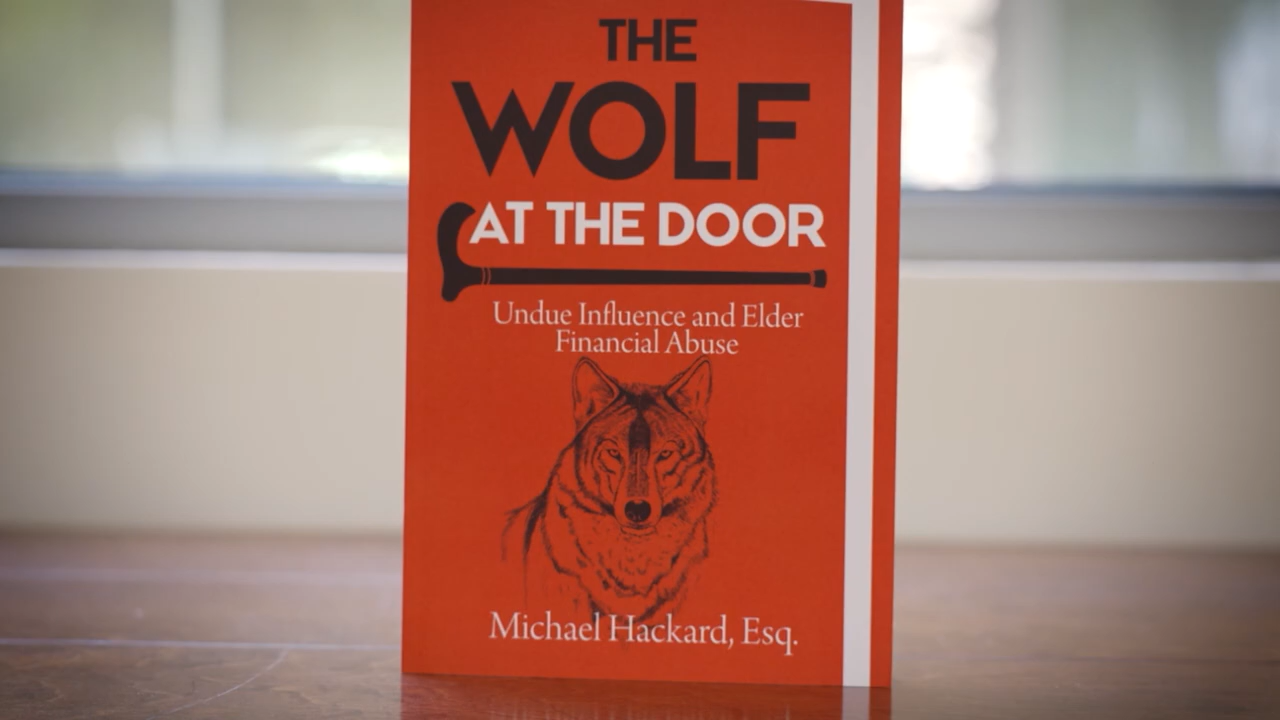 THE
WOLF
AT THE DOOR
Undue Influence and Elder
Financial Abuse
Michael Hackard, Esq.